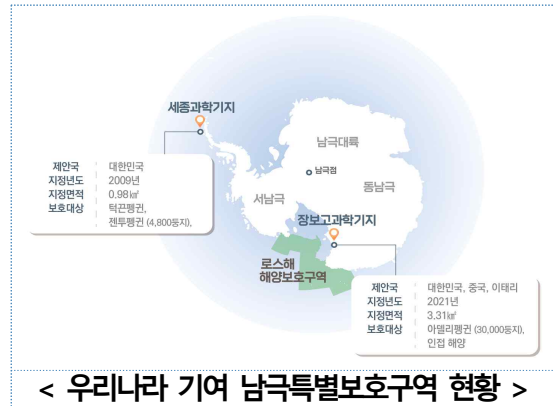 세종과학기지
제안국 대한민국
지정년도 2009년
지정면적 0.98㎢
보호대상 턱끈펭귄,
젠투펭귄 (4,800둥지),
남극대륙
남극점
서남극
동남극
장보고과학기지
로스해
해양보호구역
제안국 대한민국, 중국, 이태리
지정년도 2021년
지정면적 3.31㎢
보호대상 아델리펭귄 (30,000둥지),
인접 해양
< 우리나라 기여 남극특별보호구역 현황 >